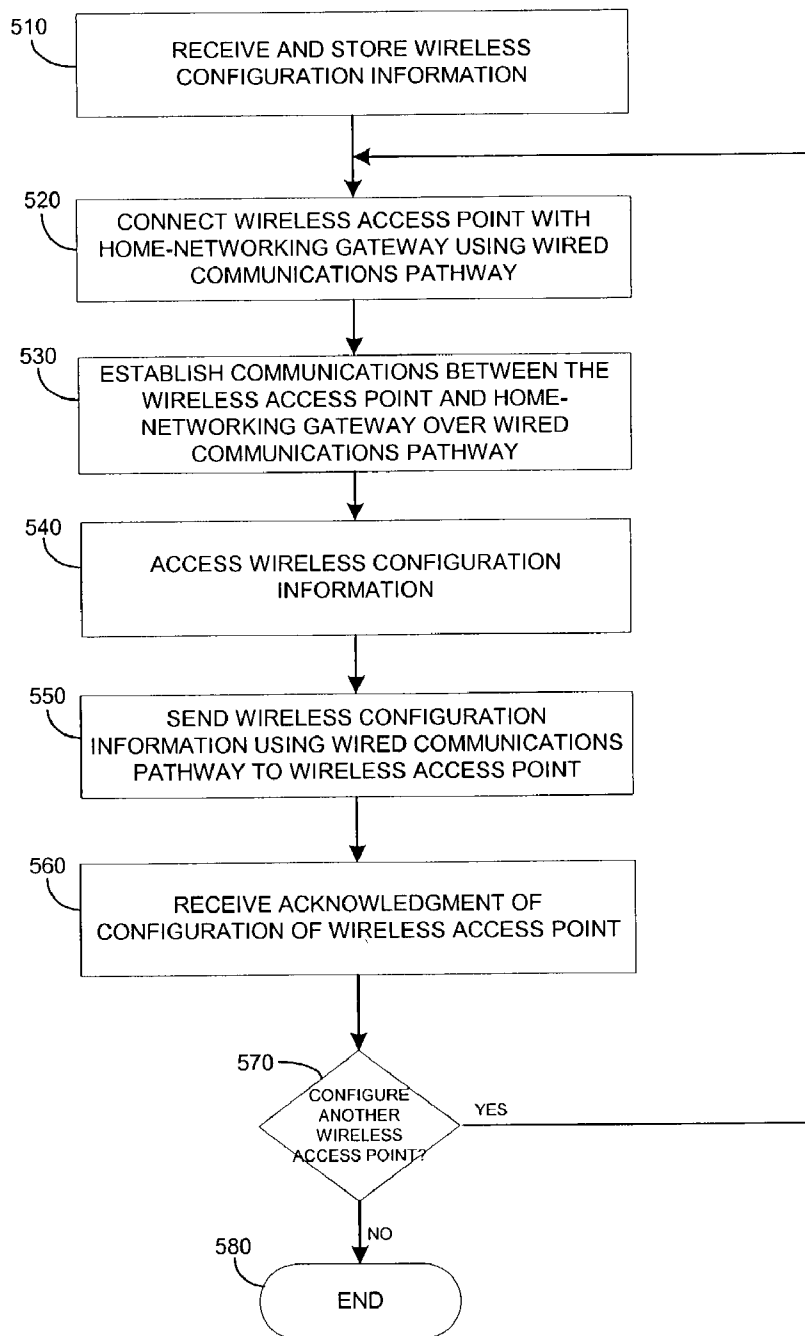 510
RECEIVE AND STORE WIRELESS
CONFIGURATION INFORMATION
520
CONNECT WIRELESS ACCESS POINT WITH
HOME-NETWORKING GATEWAY USING WIRED
COMMUNICATIONS PATHWAY
530
ESTABLISH COMMUNICATIONS BETWEEN THE
WIRELESS ACCESS POINT AND HOME-
NETWORKING GATEWAY OVER WIRED
COMMUNICATIONS PATHWAY
540
ACCESS WIRELESS CONFIGURATION
INFORMATION
550
SEND WIRELESS CONFIGURATION
INFORMATION USING WIRED COMMUNICATIONS
PATHWAY TO WIRELESS ACCESS POINT
560
RECEIVE ACKNOWLEDGMENT OF
CONFIGURATION OF WIRELESS ACCESS POINT
570
CONFIGURE
ANOTHER
WIRELESS
ACCESS POINT?
YES
NO
580
END